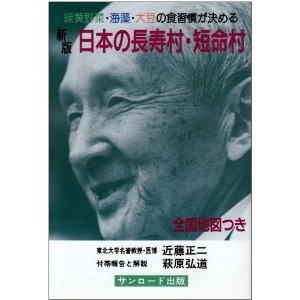 緑黄野菜・海藻・大豆の食習慣が決める
新版 日本の長寿村・短命村
全国地図つき
東北大学名誉教授・医博 近藤正二
付帯報告と解説 萩原弘道
サンロード出版